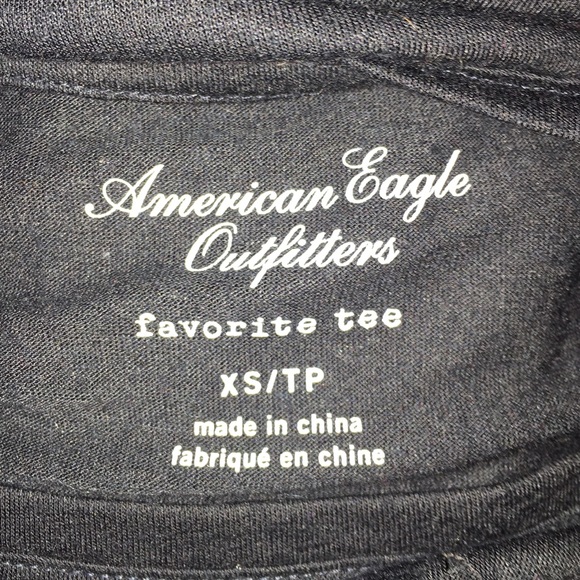 American Eagle
Outfitters
favorite tee
XS/TP
made in china
fabriqué en chine